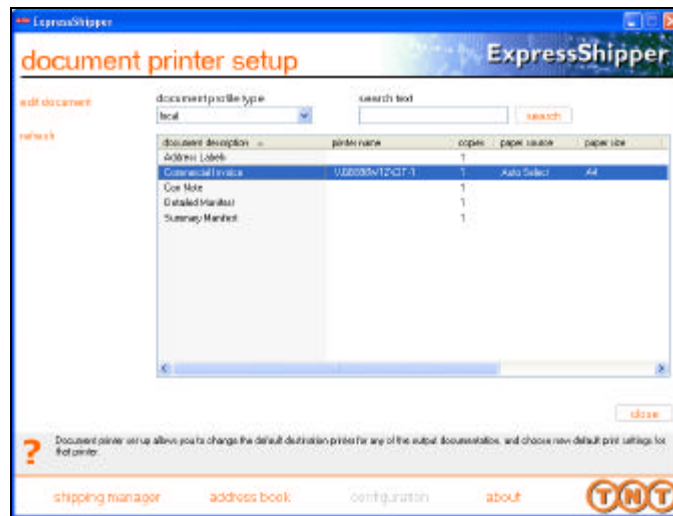 ExpressShipper
document printer setup
ExpressShipper
edit document
refresh
document profile type
search text
local
search
document description printer name copies paper source paper size
Address Labels 1
Commercial Invoice 1 Auto Select A4
Con Note 1
Detailed Manifest 1
Summary Manifest 1
close
? Document printer set up allows you to change the default destination printer for any of the output documentation, and choose new default print settings for
that printer.
shipping manager address book configuration about TNT